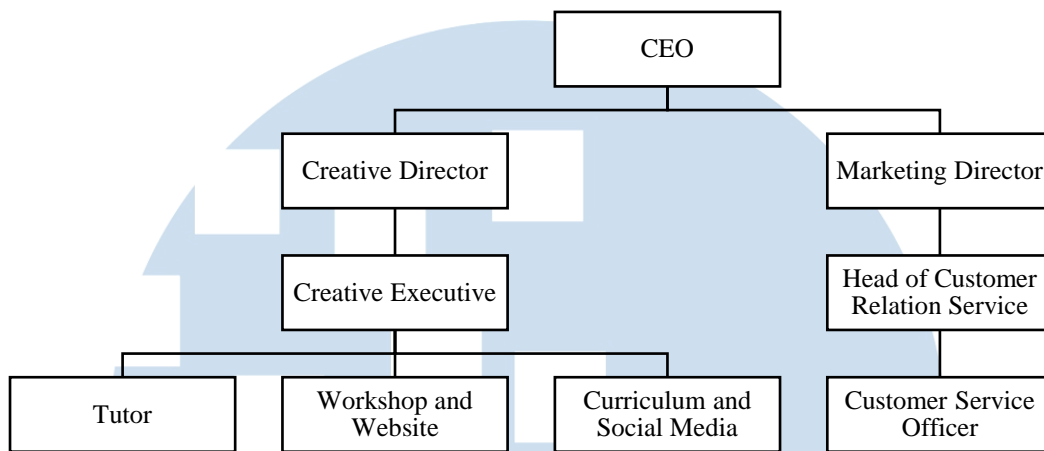 CEO
Creative Director
Marketing Director
Creative Executive
Head of Customer
Relation Service
Tutor
Workshop and
Website
Curriculum and
Social Media
Customer Service
Officer